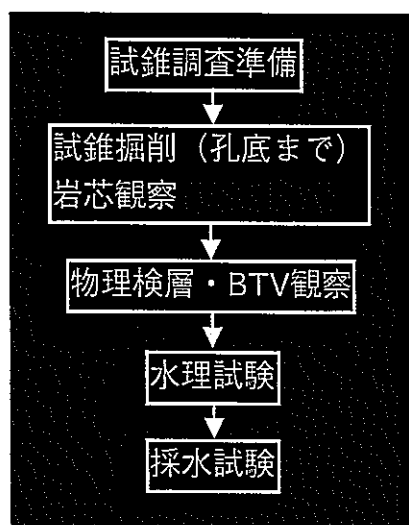 試錐調査準備
試錐掘削（孔底まで）
岩芯観察
物理検層・BTV観察
水理試験
採水試験